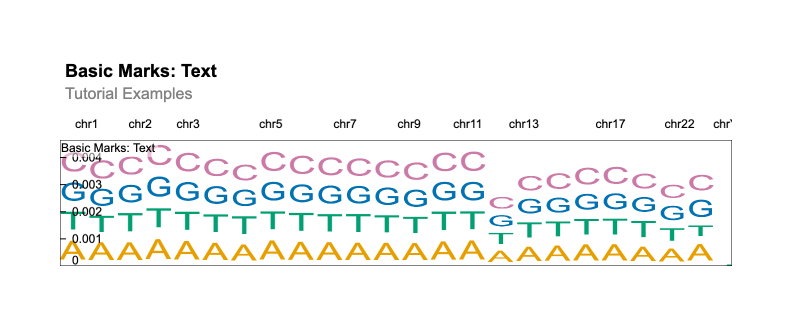 Basic Marks: Text
Tutorial Examples
chr1 chr2 chr3 chr5 chr7 chr9 chr11 chr13 chr17 chr22 chr
Basic Marks: Text
0.004
C C C C C C C C C C C C C C C C C C C C C C C
0.003
G G G G G G G G G G G G G G G G G G G G G G G
0.002
T T T T T T T T T T T T T T T T T T T T T T T
0.001
A A A A A A A A A A A A A A A A A A A A A A A
0